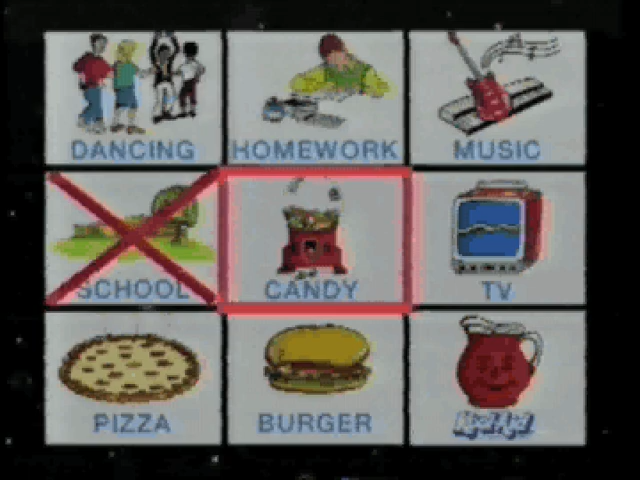 DANCING
HOMEWORK
MUSIC
SCHOOL
CANDY
TV
PIZZA
BURGER
Kool-Aid